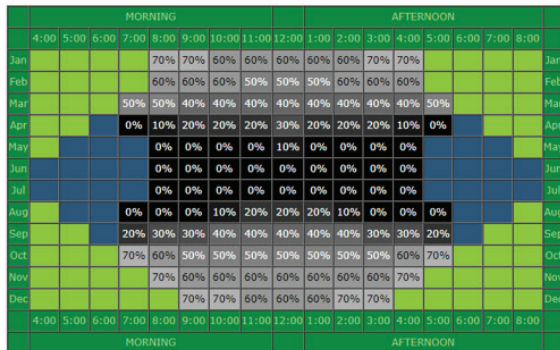 MORNING AFTERNOON
4:00 5:00 6:00 7:00 8:00 9:00 10:00 11:00 12:00 1:00 2:00 3:00 4:00 5:00 6:00 7:00 8:00
Jan 70% 70% 60% 60% 60% 60% 60% 70% 70% Jan
Feb 60% 60% 60% 50% 50% 50% 60% 60% 60% Feb
Mar 50% 50% 40% 40% 40% 40% 40% 40% 40% 40% 50% Ma
Apr 0% 10% 20% 20% 20% 30% 20% 20% 20% 10% 0% Apr
May 0% 0% 0% 0% 10% 0% 0% 0% 0% May
Jun 0% 0% 0% 0% 0% 0% 0% 0% 0% Jun
Jul 0% 0% 0% 0% 0% 0% 0% 0% 0% Jul
Aug 0% 0% 0% 10% 20% 20% 20% 10% 0% 0% 0% Aug
Sep 20% 30% 30% 40% 40% 40% 40% 40% 30% 30% 20% Sep
Oct 70% 60% 50% 50% 50% 50% 50% 50% 50% 60% 70% Oct
Nov 70% 60% 60% 60% 60% 60% 60% 60% 70% Nov
Dec 70% 70% 60% 60% 60% 70% 70% Dec
4:00 5:00 6:00 7:00 8:00 9:00 10:00 11:00 12:00 1:00 2:00 3:00 4:00 5:00 6:00 7:00 8:00
MORNING AFTERNOON